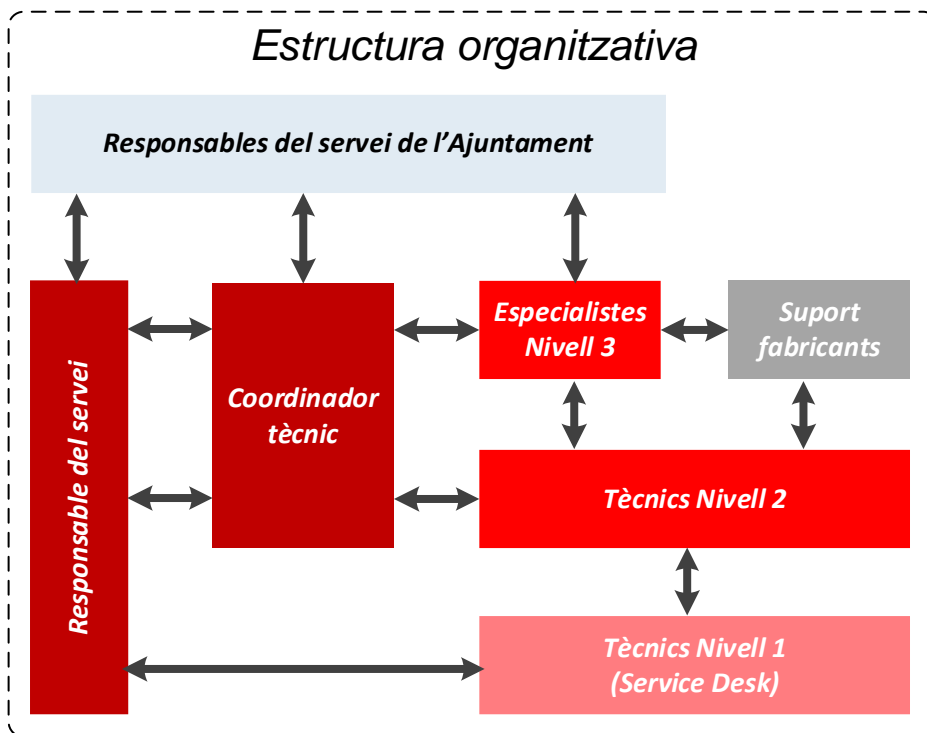 Estructura organitzativa
Responsables del servei de l’Ajuntament
Responsable del servei
Coordinador
tècnic
Especialistes
Nivell 3
Suport
fabricants
Tècnics Nivell 2
Tècnics Nivell 1
(Service Desk)